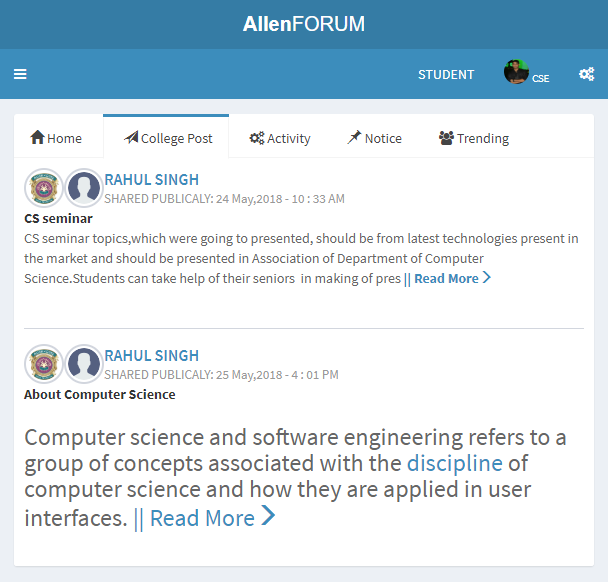 AllenFORUM
STUDENT CSE
Home College Post Activity Notice Trending
RAHUL SINGH
SHARED PUBLICALY: 24 May,2018 - 10 : 33 AM
CS seminar
CS seminar topics,which were going to presented, should be from latest technologies present in
the market and should be presented in Association of Department of Computer
Science.Students can take help of their seniors in making of pres || Read More
RAHUL SINGH
SHARED PUBLICALY: 25 May,2018 - 4 : 01 PM
About Computer Science
Computer science and software engineering refers to a
group of concepts associated with the discipline of
computer science and how they are applied in user
interfaces. || Read More